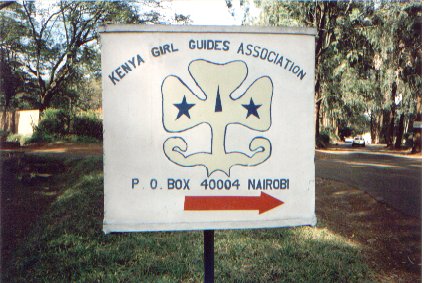 KENYA GIRL GUIDES ASSOCIATION
P. O. BOX 40004 NAIROBI